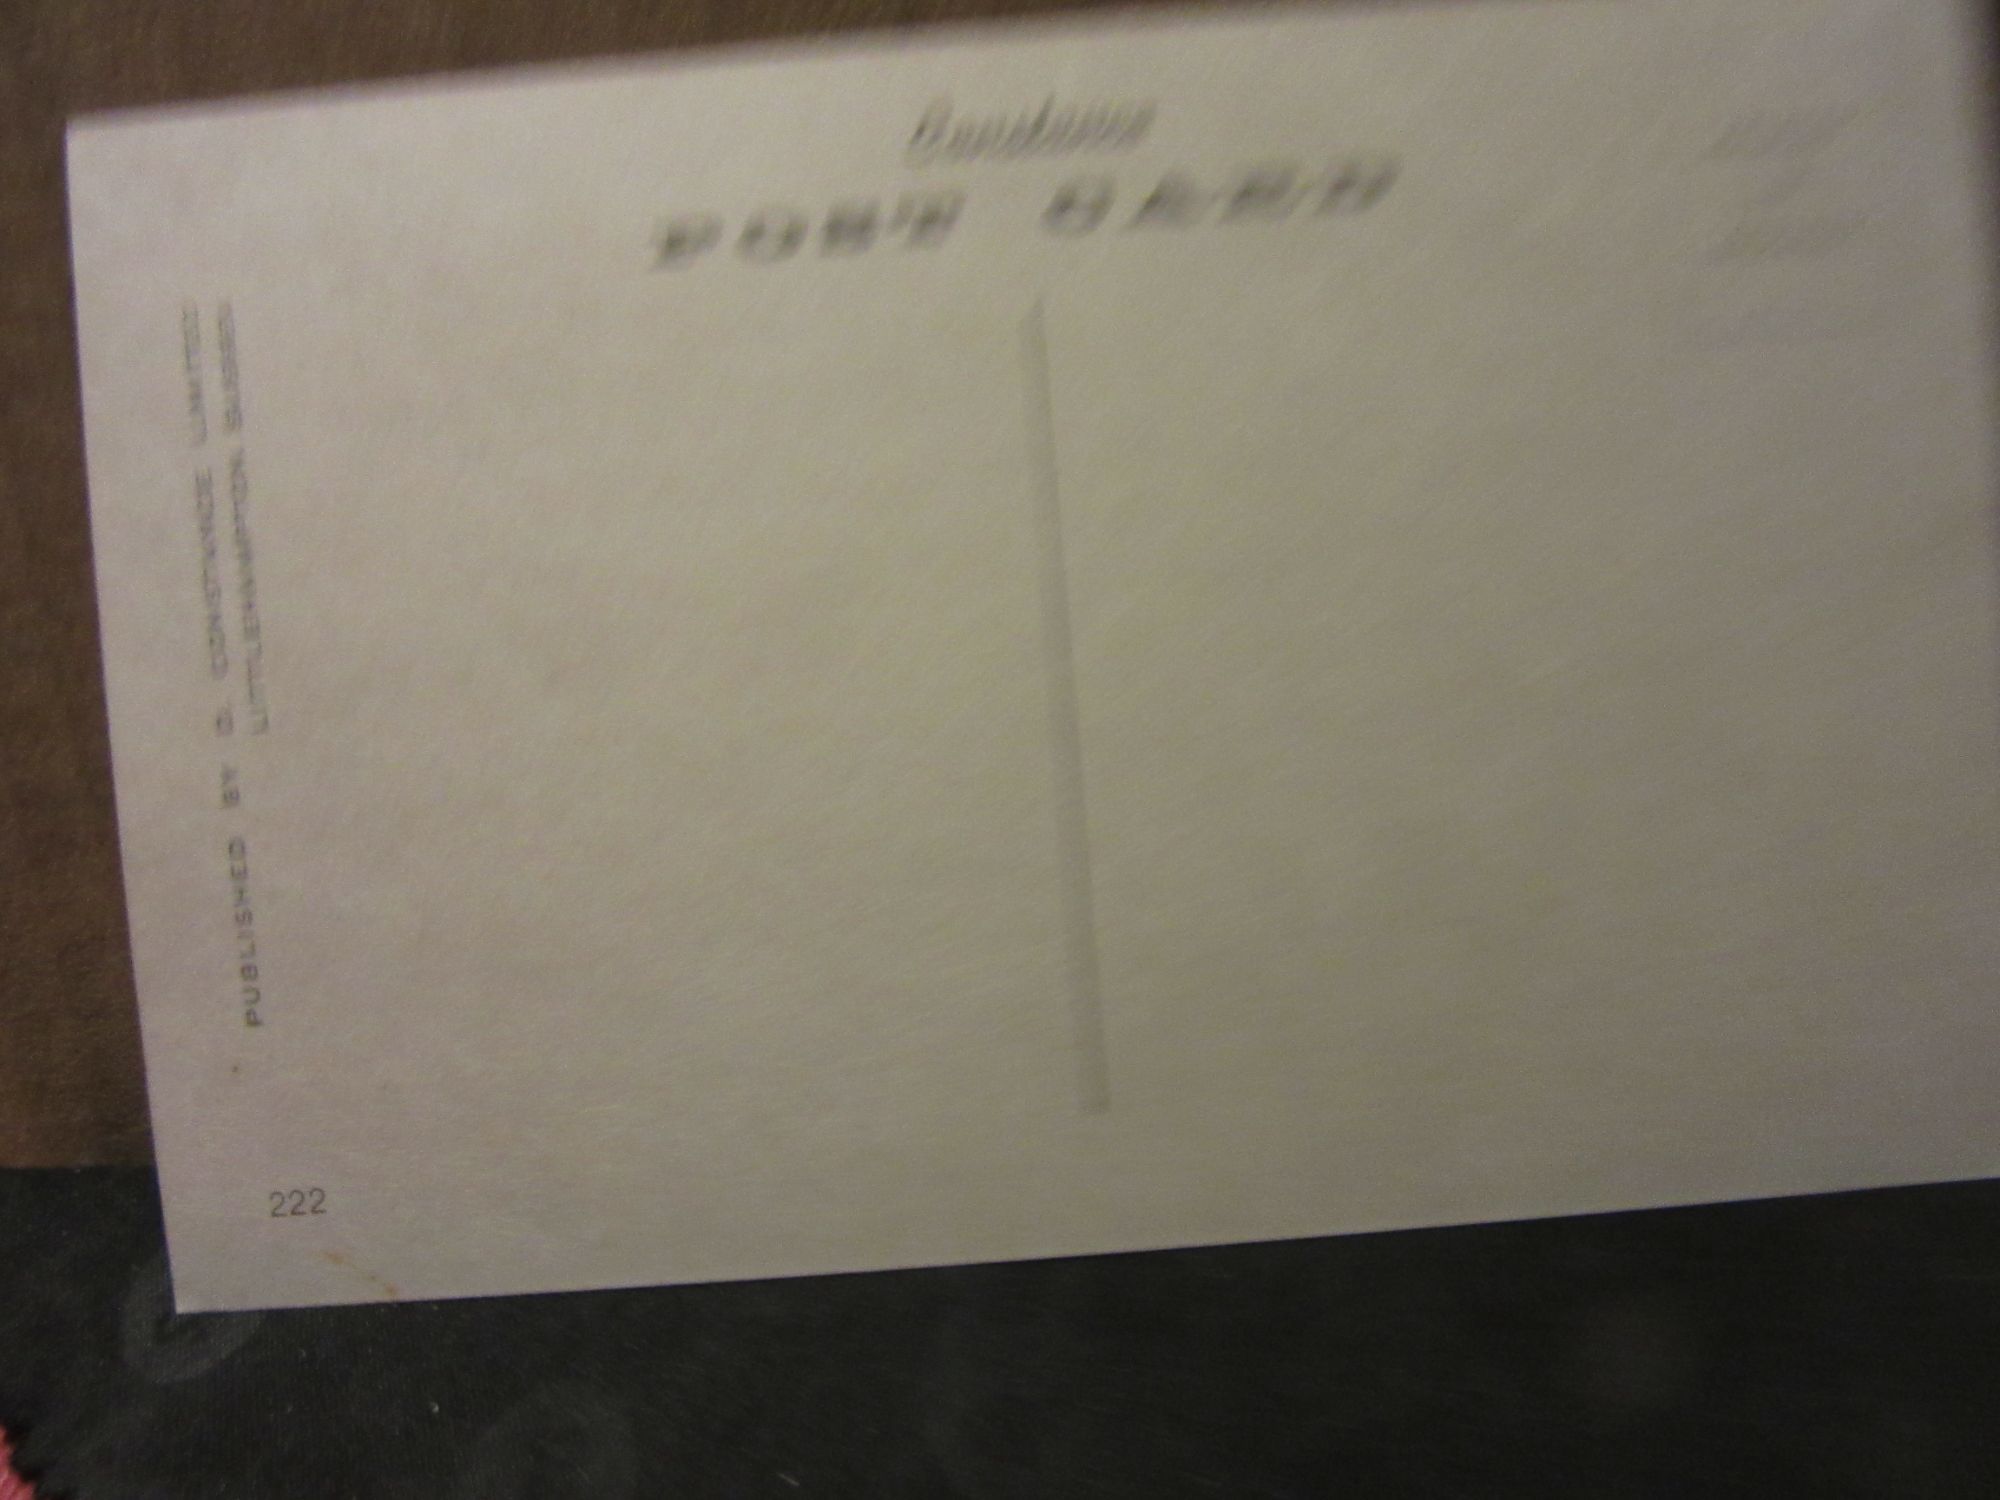 POST CARD
PUBLISHED BY D. CONSTANCE LIMITED
LITTLEHAMPTON, SUSSEX
222